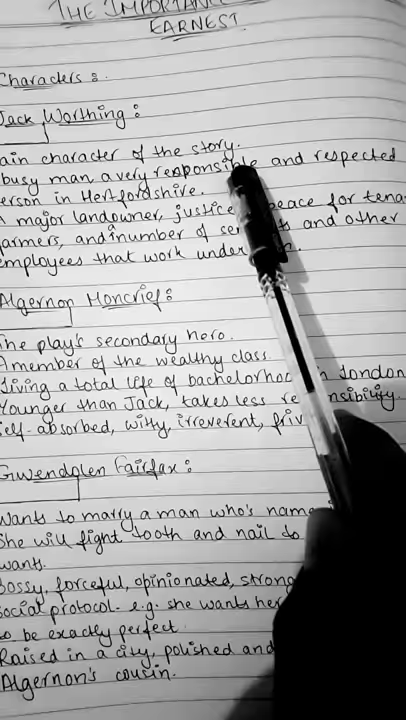 THE IMPORTANCE
EARNEST
Characters :
Jack Worthing :
ain character of the story.
busy man, a very responsible and respected
erson in Hertfordshire.
A major landowner, justice peace for tena
armers, and a number of and other
employees that work under
Algernon Moncrief :
The play's secondary hero.
A member of the wealthy class
living a total life of bachelorhoo London
Younger than Jack, takes less re nsibility.
self-absorbed, witty, irreverent, friv
Gwendolen Fairfax :
Wants to marry a man who's name
She will fight tooth and nail to
wants.
Bossy, forceful, opinionated, strong
social protocol - e.g. she wants her
to be exactly perfect
Raised in a city, polished and
Algernon's cousin.